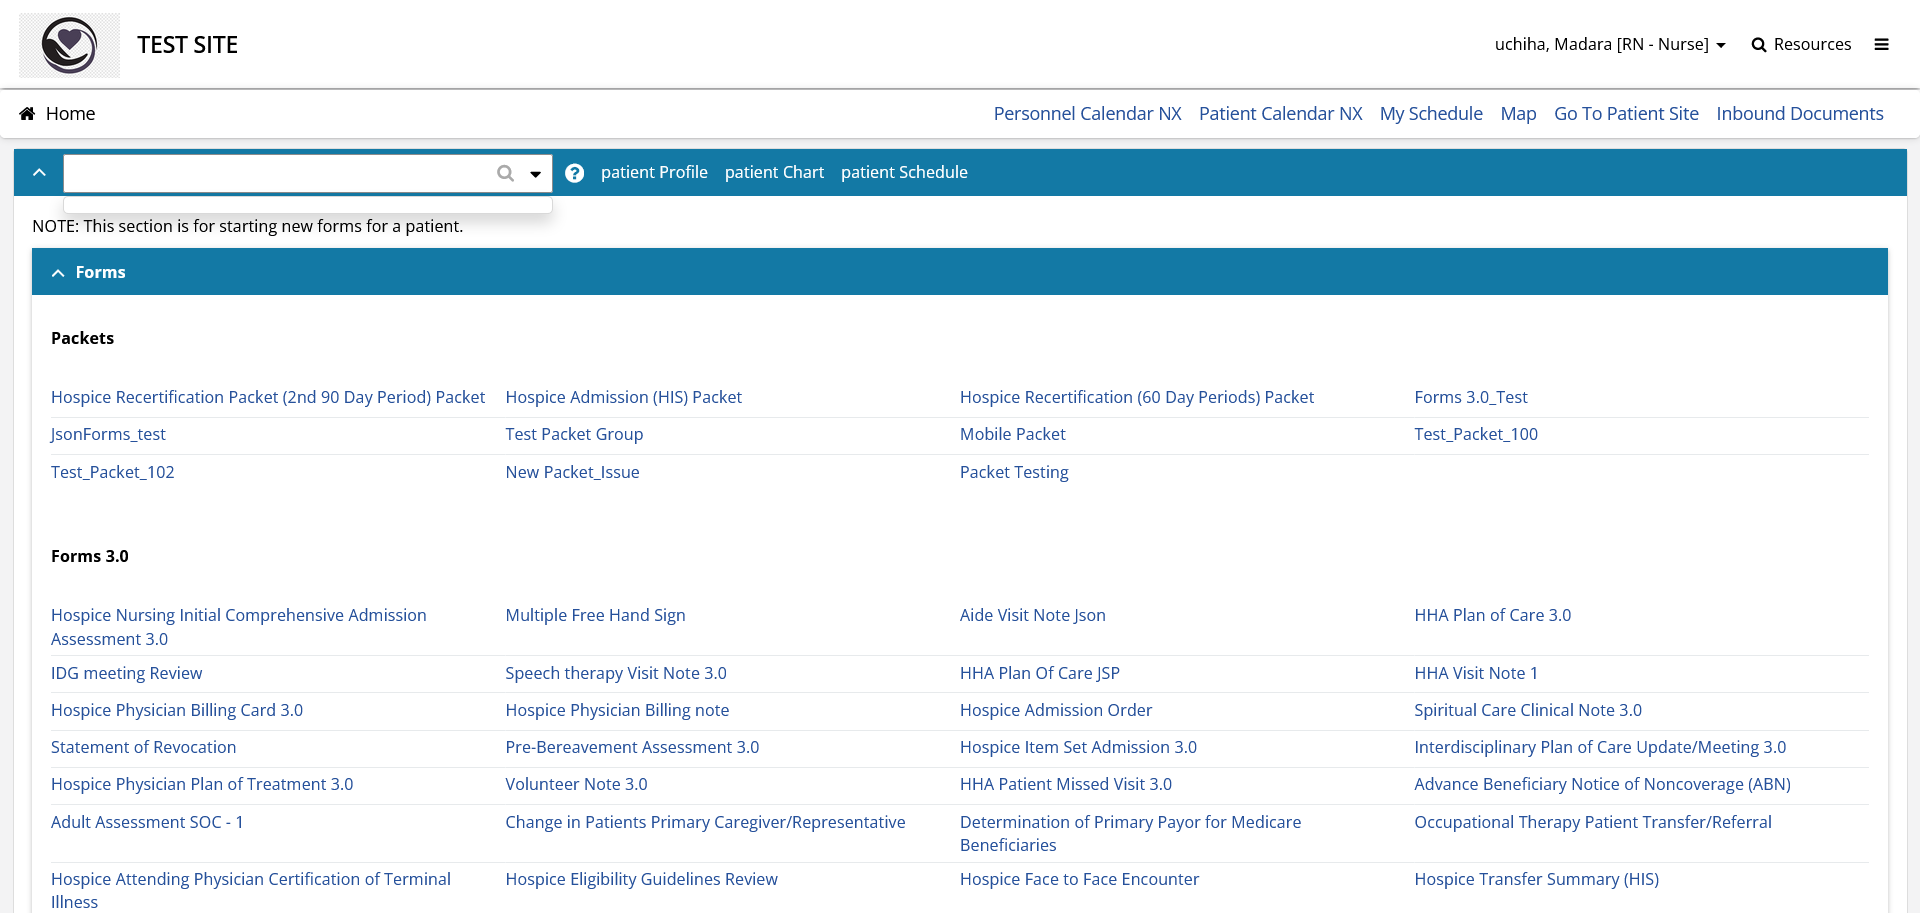 TEST SITE
uchiha, Madara [RN - Nurse]
Resources
Home
Personnel Calendar NX
Patient Calendar NX
My Schedule
Map
Go To Patient Site
Inbound Documents
patient Profile
patient Chart
patient Schedule
NOTE: This section is for starting new forms for a patient.
Forms
Packets
Hospice Recertification Packet (2nd 90 Day Period) Packet
Hospice Admission (HIS) Packet
Hospice Recertification (60 Day Periods) Packet
Forms 3.0_Test
JsonForms_test
Test Packet Group
Mobile Packet
Test_Packet_100
Test_Packet_102
New Packet_Issue
Packet Testing
Forms 3.0
Hospice Nursing Initial Comprehensive Admission
Assessment 3.0
Multiple Free Hand Sign
Aide Visit Note Json
HHA Plan of Care 3.0
IDG meeting Review
Speech therapy Visit Note 3.0
HHA Plan Of Care JSP
HHA Visit Note 1
Hospice Physician Billing Card 3.0
Hospice Physician Billing note
Hospice Admission Order
Spiritual Care Clinical Note 3.0
Statement of Revocation
Pre-Bereavement Assessment 3.0
Hospice Item Set Admission 3.0
Interdisciplinary Plan of Care Update/Meeting 3.0
Hospice Physician Plan of Treatment 3.0
Volunteer Note 3.0
HHA Patient Missed Visit 3.0
Advance Beneficiary Notice of Noncoverage (ABN)
Adult Assessment SOC - 1
Change in Patients Primary Caregiver/Representative
Determination of Primary Payor for Medicare
Beneficiaries
Occupational Therapy Patient Transfer/Referral
Hospice Attending Physician Certification of Terminal
Illness
Hospice Eligibility Guidelines Review
Hospice Face to Face Encounter
Hospice Transfer Summary (HIS)